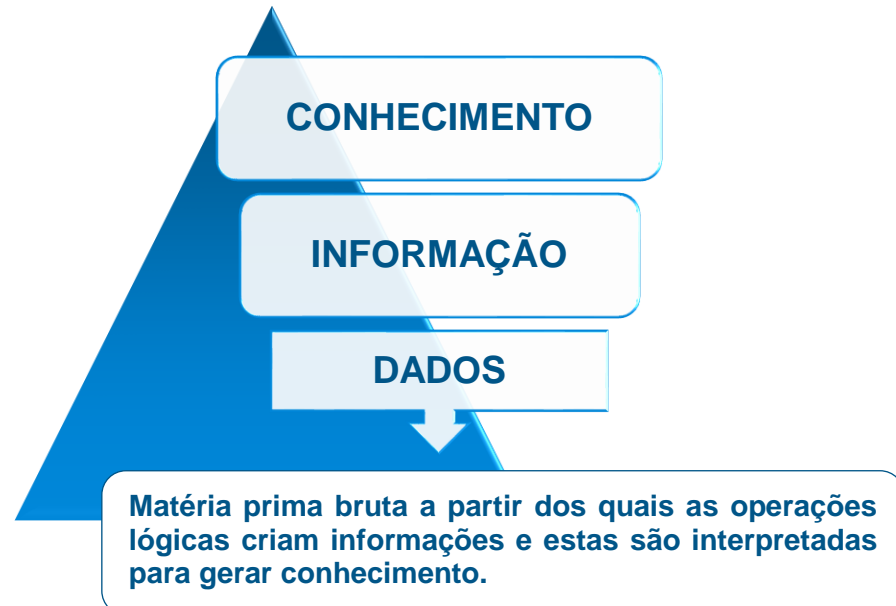 CONHECIMENTO
INFORMAÇÃO
DADOS
Matéria prima bruta a partir dos quais as operações
lógicas criam informações e estas são interpretadas
para gerar conhecimento.